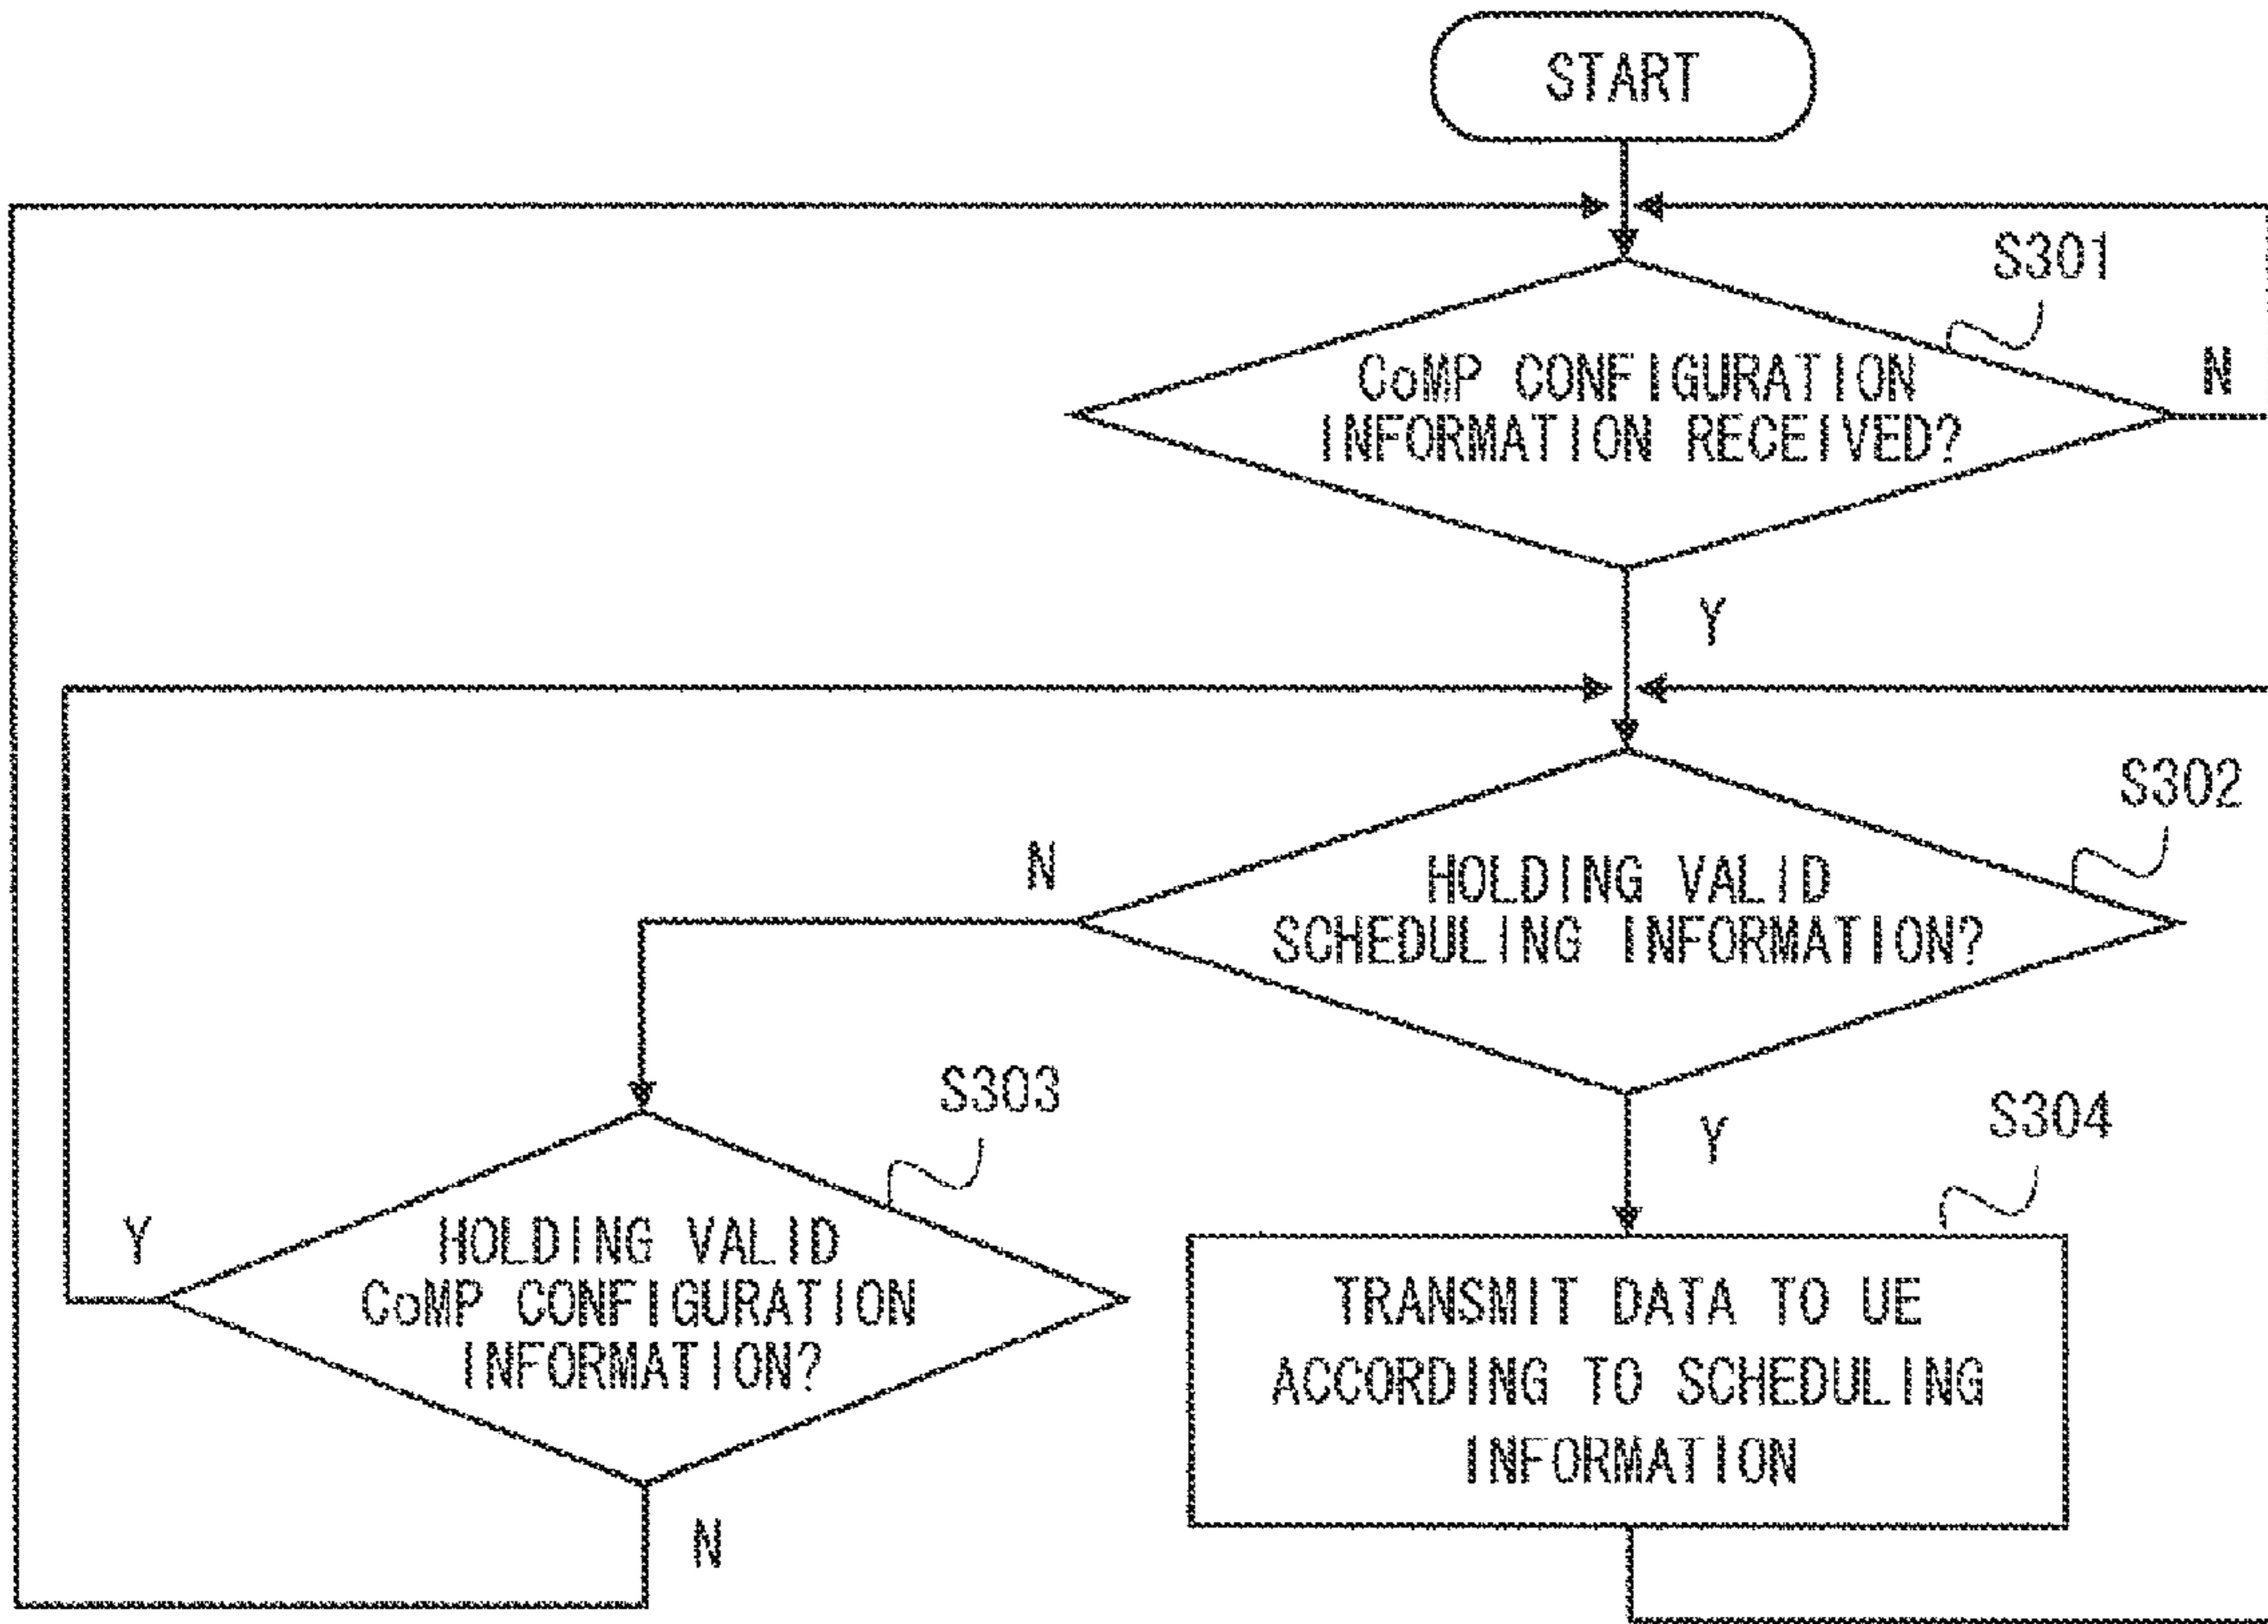 START
S301
CoMP CONFIGURATION
INFORMATION RECEIVED?
N
Y
S302
N
HOLDING VALID
SCHEDULING INFORMATION?
S303
Y
S304
Y
HOLDING VALID
CoMP CONFIGURATION
INFORMATION?
TRANSMIT DATA TO UE
ACCORDING TO SCHEDULING
INFORMATION
N